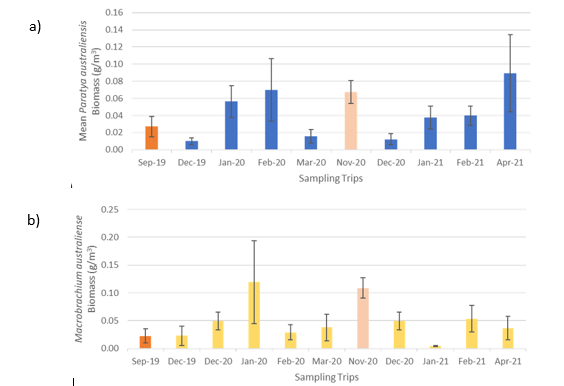 a)
Mean Paratya australiensis
Biomass (g/m³)
0.16
0.14
0.12
0.10
0.08
0.06
0.04
0.02
0.00
Sep-19 Dec-19 Jan-20 Feb-20 Mar-20 Nov-20 Dec-20 Jan-21 Feb-21 Apr-21
Sampling Trips
b)
Macrobrachium australiense
Biomass (g/m³)
0.25
0.20
0.15
0.10
0.05
0.00
Sep-19 Dec-19 Dec-20 Jan-20 Feb-20 Mar-20 Nov-20 Dec-20 Jan-21 Feb-21 Apr-21
Sampling Trips